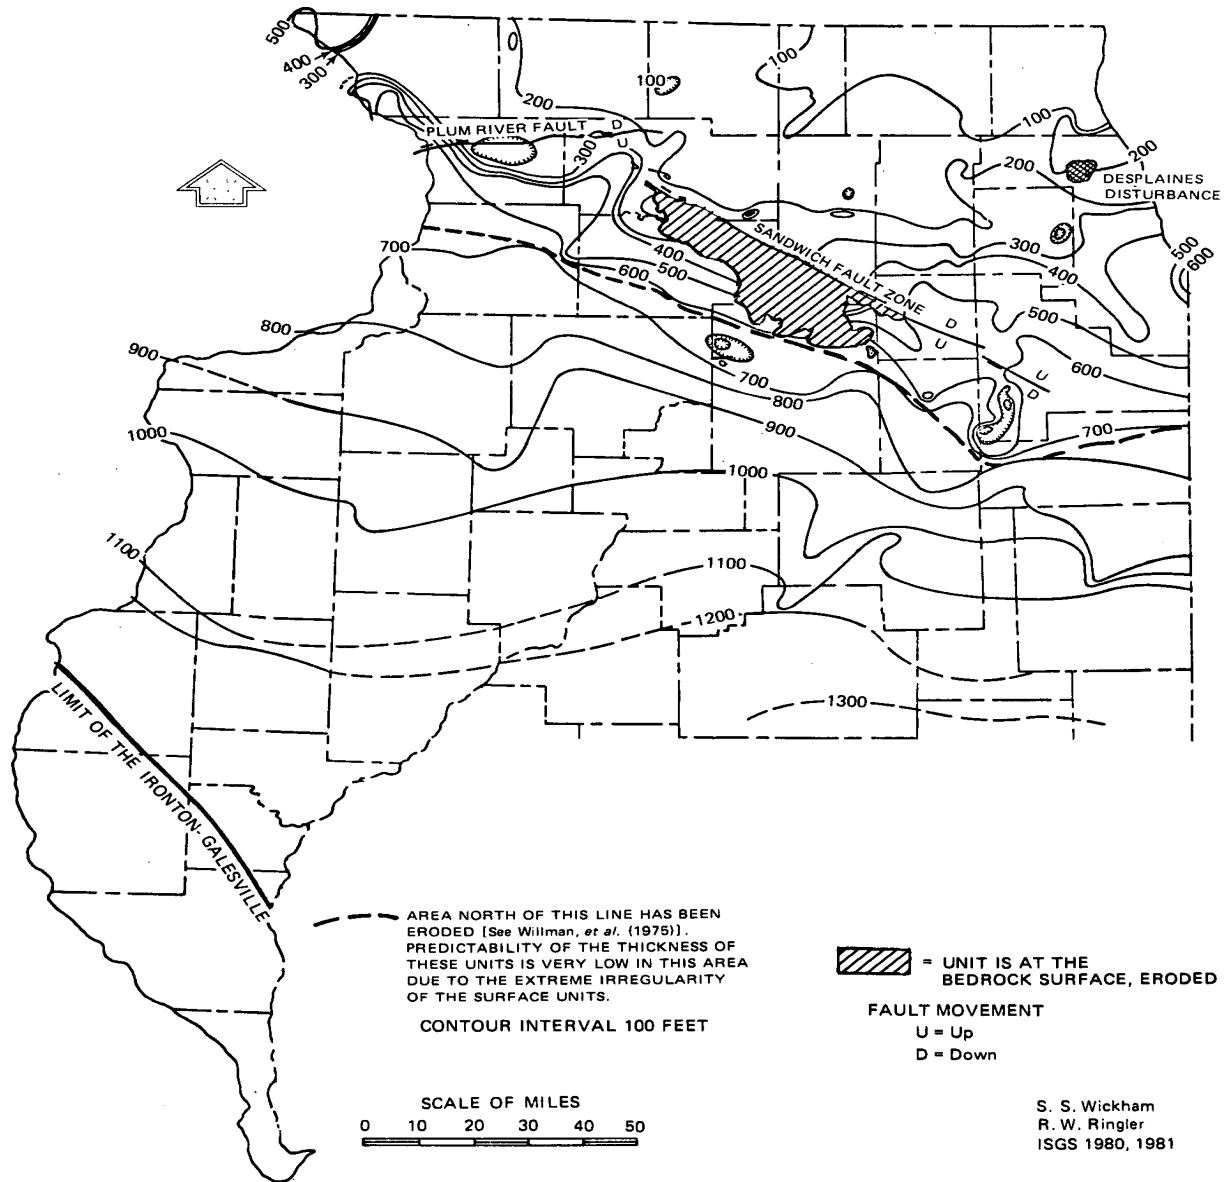 500
400
300
100
100
200
PLUM RIVER FAULT
D
U
300
100
200
200
DESPLAINES
DISTURBANCE
SANDWICH FAULT ZONE
300
400
500
600
700
400
500
600
D
U
500
800
700
800
900
U
D
600
900
700
1000
1000
1100
1100
1200
1300
LIMIT OF THE IRONTON-GALESVILLE
AREA NORTH OF THIS LINE HAS BEEN
ERODED [See Willman, et al. (1975)].
PREDICTABILITY OF THE THICKNESS OF
THESE UNITS IS VERY LOW IN THIS AREA
DUE TO THE EXTREME IRREGULARITY
OF THE SURFACE UNITS.
CONTOUR INTERVAL 100 FEET
= UNIT IS AT THE
BEDROCK SURFACE, ERODED
FAULT MOVEMENT
U = Up
D = Down
SCALE OF MILES
0 10 20 30 40 50
S. S. Wickham
R. W. Ringler
ISGS 1980, 1981